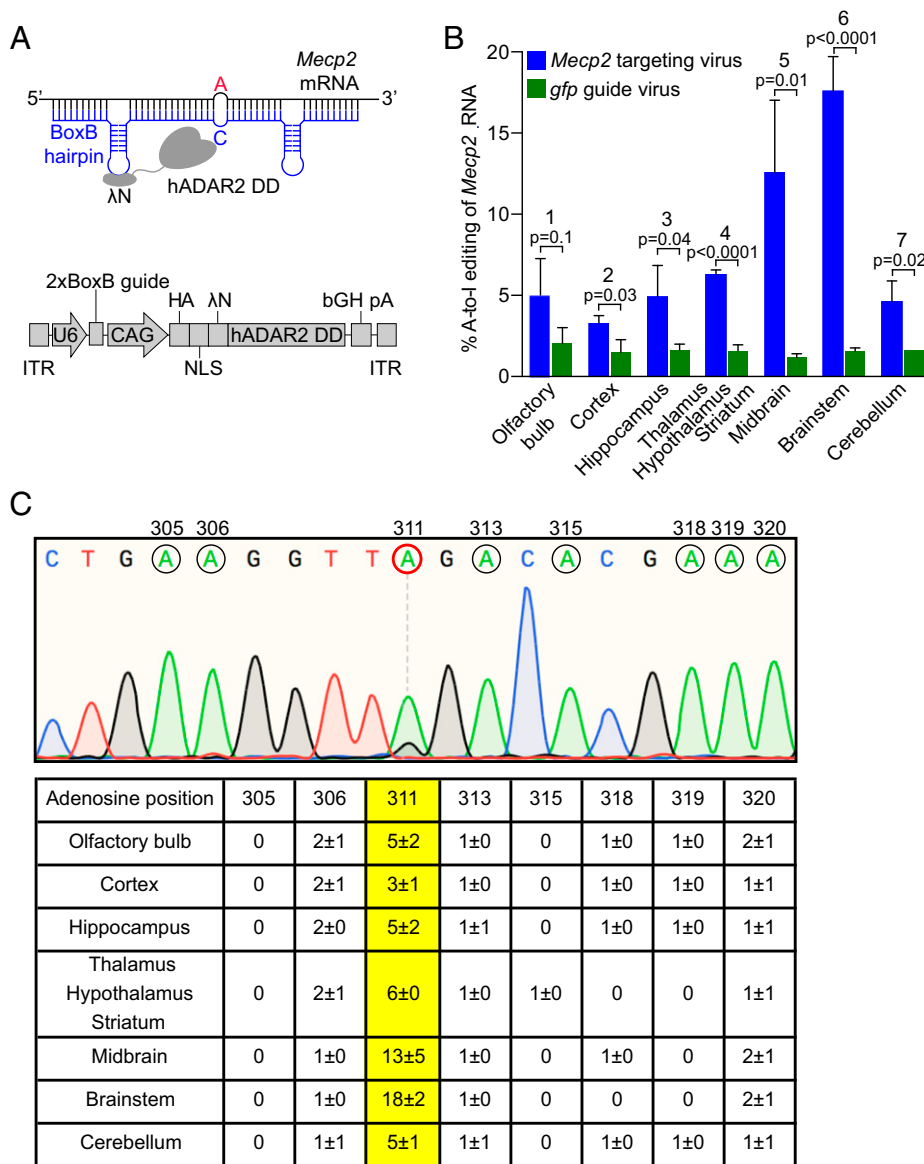 A
Mecp2
mRNA
A
5'
3'
C
BoxB
hairpin
λN
hADAR2 DD
2xBoxB guide
HA
λN
bGH pA
U6
CAG
hADAR2 DD
ITR
NLS
ITR
B
% A-to-I editing of Mecp2 RNA
20
15
10
5
0
Mecp2 targeting virus
gfp guide virus
1
p=0.1
2
p=0.03
3
p=0.04
4
p<0.0001
5
p=0.01
6
p<0.0001
7
p=0.02
Olfactory
bulb
Cortex
Hippocampus
Thalamus
Hypothalamus
Striatum
Midbrain
Brainstem
Cerebellum
C
305 306 311 313 315 318 319 320
C T G A A G G T T A G A C A C G A A A
Adenosine position 305 306 311 313 315 318 319 320
Olfactory bulb 0 2±1 5±2 1±0 0 1±0 1±0 2±1
Cortex 0 2±1 3±1 1±0 0 1±0 1±0 1±1
Hippocampus 0 2±0 5±2 1±1 0 1±0 1±0 1±1
Thalamus
Hypothalamus
Striatum
0 2±1 6±0 1±0 1±0 0 0 1±1
Midbrain 0 1±0 13±5 1±0 0 1±0 0 2±1
Brainstem 0 1±0 18±2 1±0 0 0 0 2±1
Cerebellum 0 1±1 5±1 1±1 0 1±0 1±0 1±1